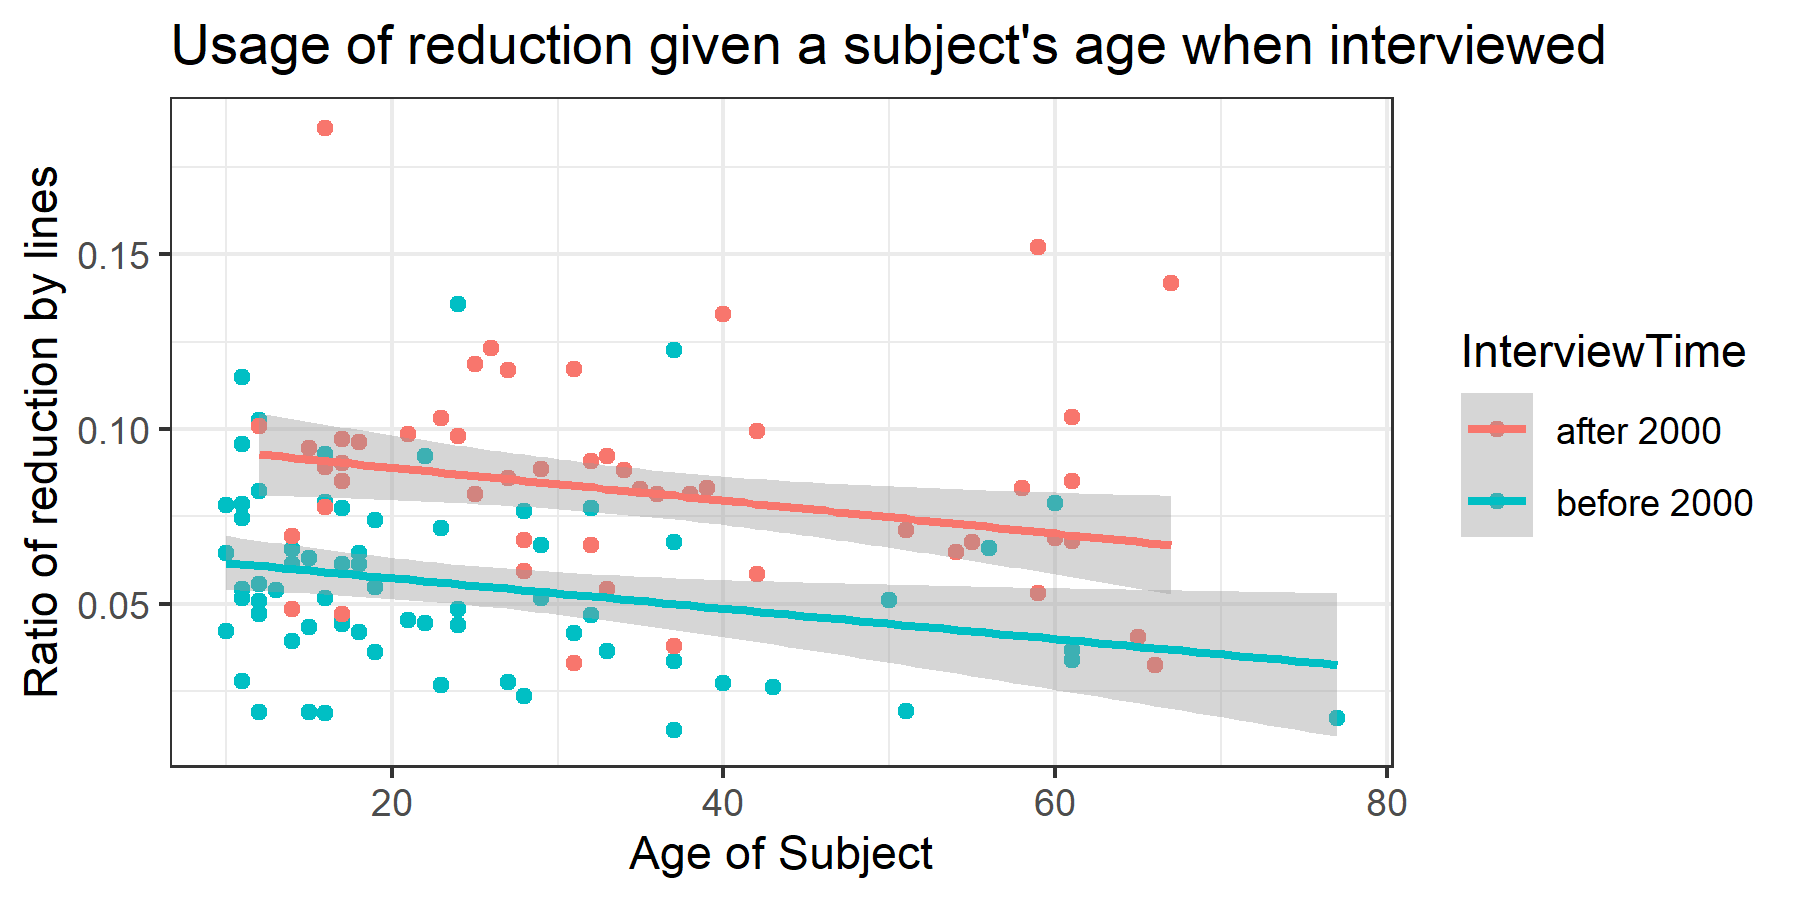 Usage of reduction given a subject's age when interviewed
Ratio of reduction by lines
0.15
0.10
0.05
20
40
60
80
Age of Subject
InterviewTime
after 2000
before 2000